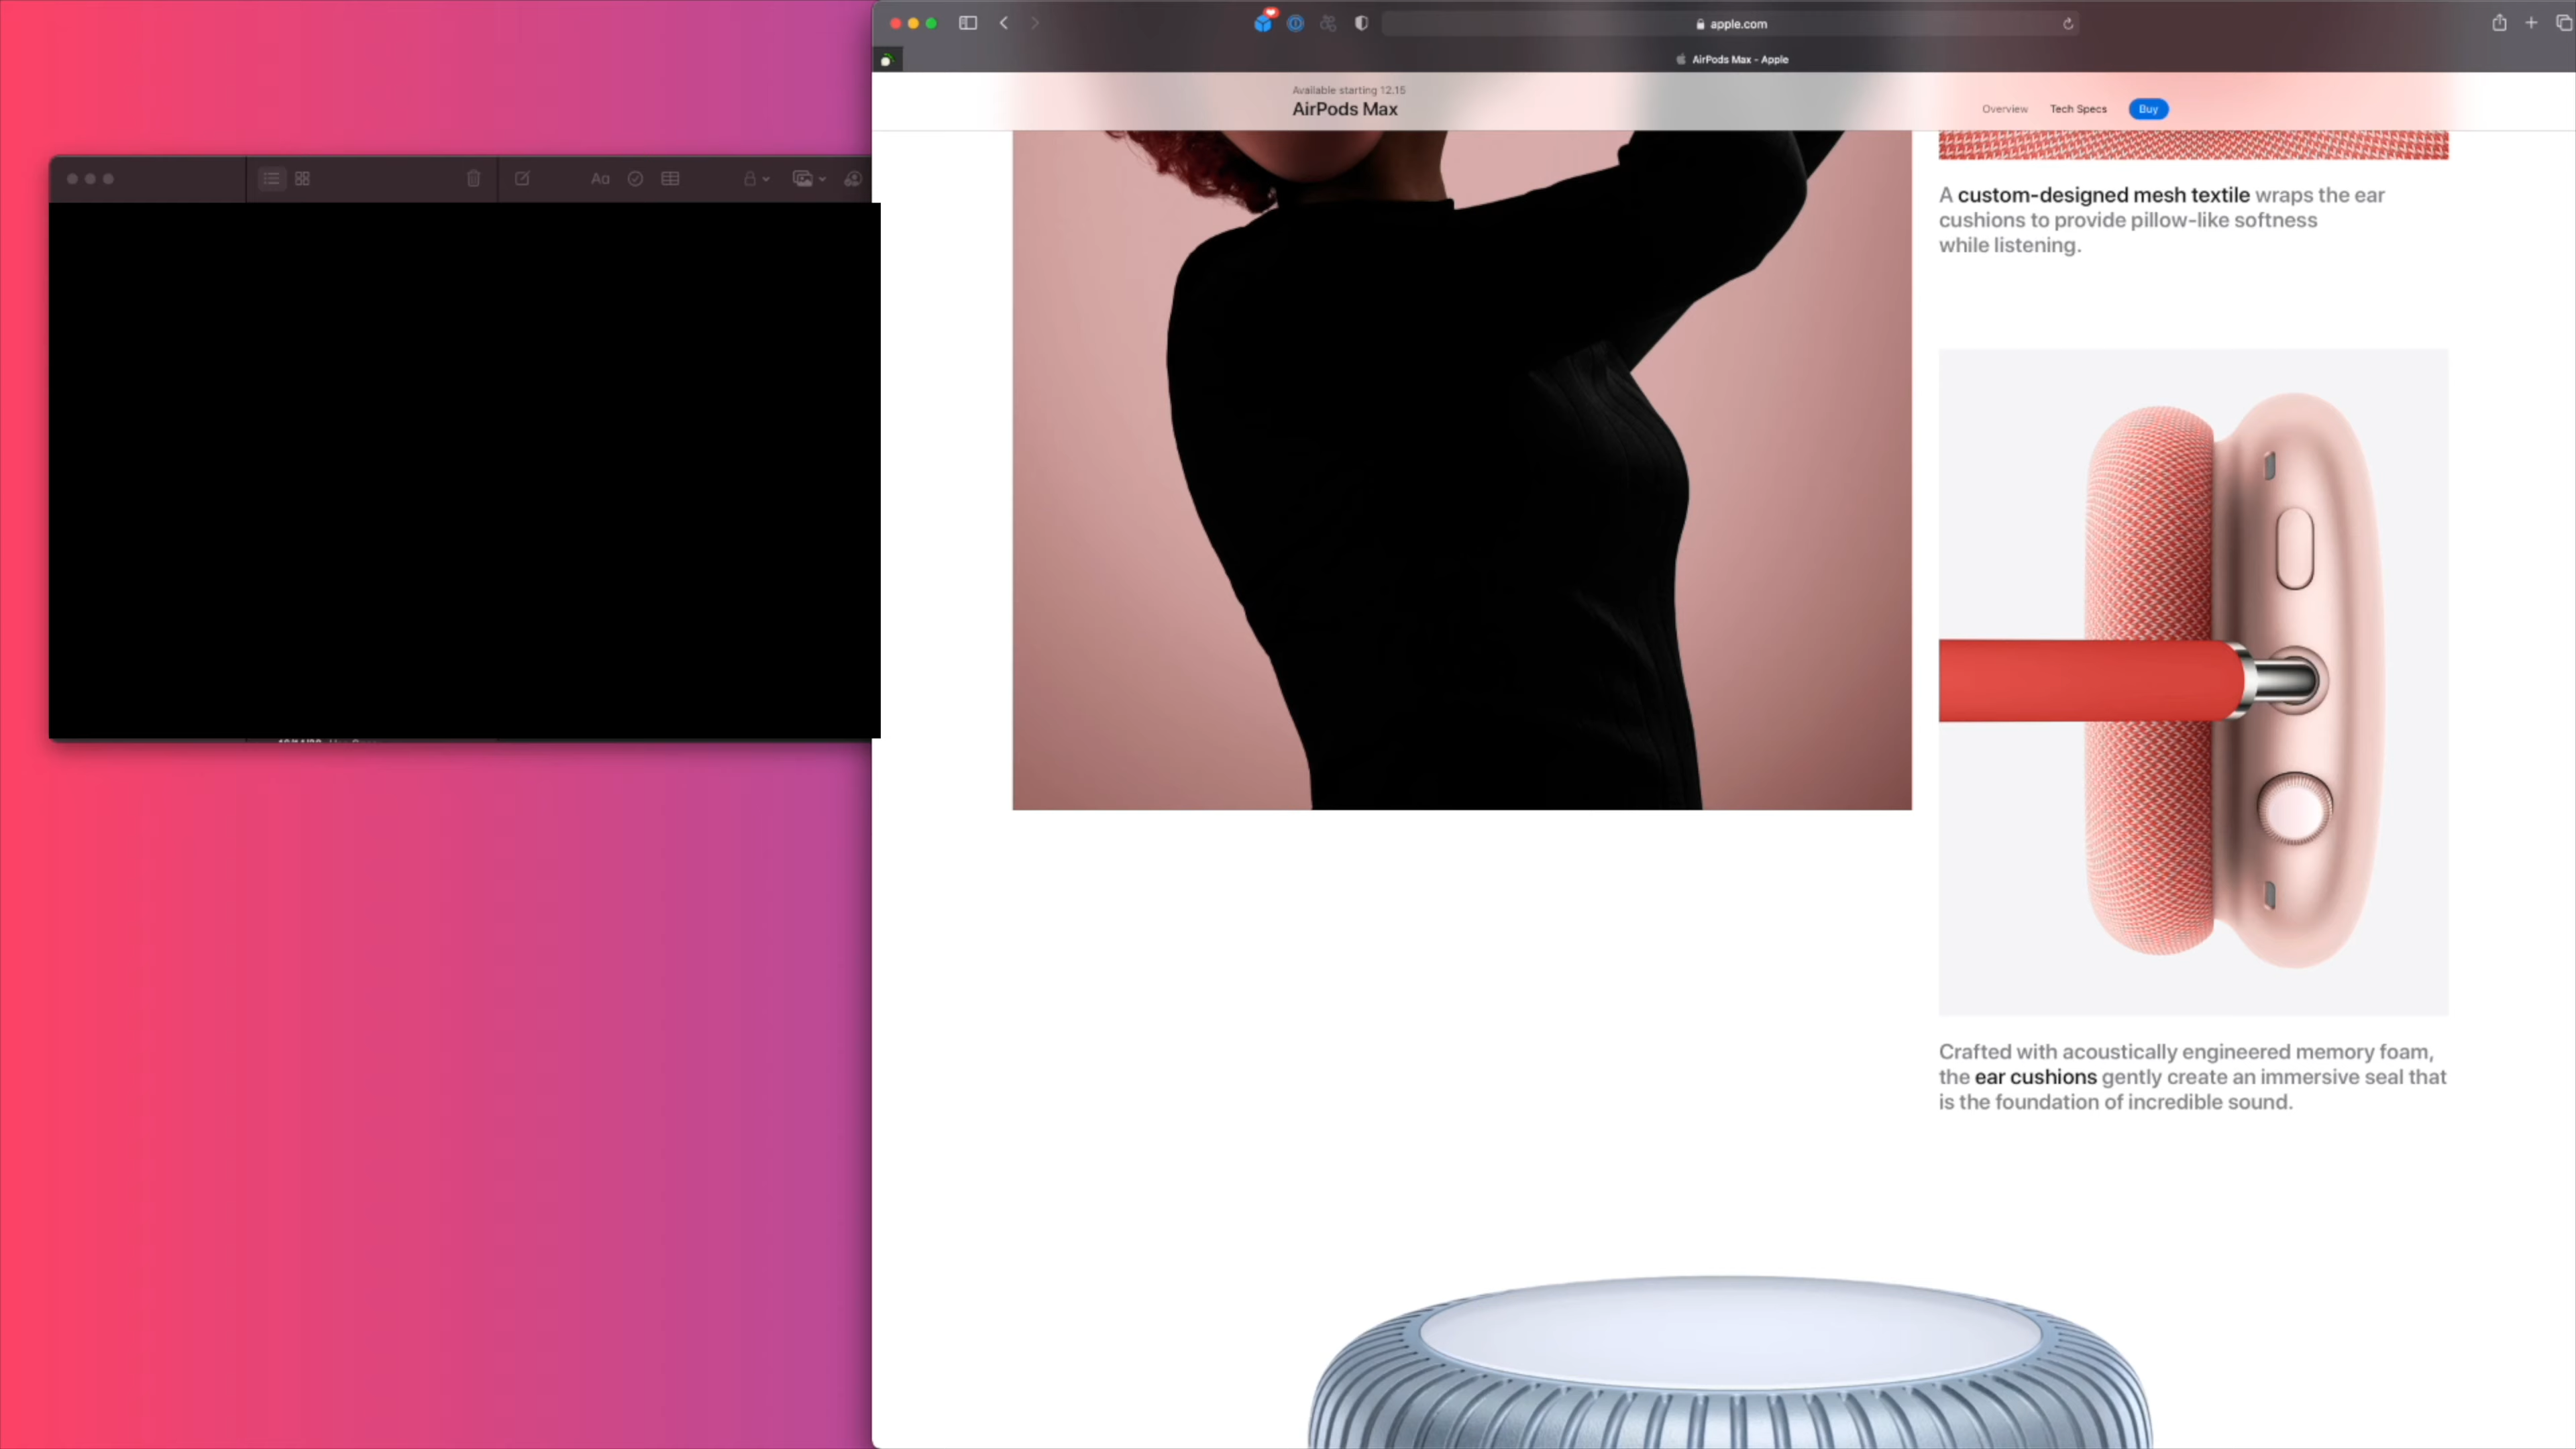 apple.com
AirPods Max - Apple
Available starting 12.15
AirPods Max
Overview
Tech Specs
Buy
Aa
A custom-designed mesh textile wraps the ear
cushions to provide pillow-like softness
while listening.
Crafted with acoustically engineered memory foam,
the ear cushions gently create an immersive seal that
is the foundation of incredible sound.